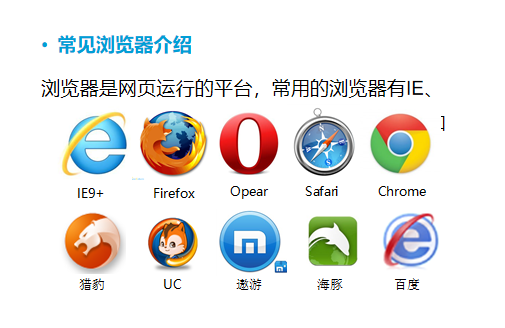 • 常见浏览器介绍
浏览器是网页运行的平台，常用的浏览器有IE、
IE9+ Firefox Opear Safari Chrome
猎豹 UC 遨游 海豚 百度